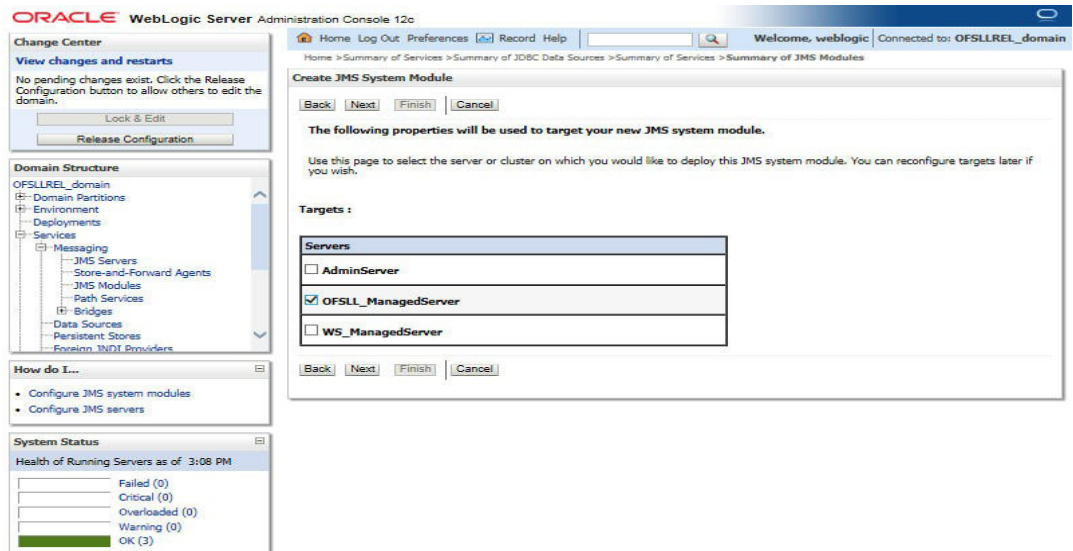 ORACLE WebLogic Server Administration Console 12c
Change Center
View changes and restarts
No pending changes exist. Click the Release
Configuration button to allow others to edit the
domain.
Lock & Edit
Release Configuration
Domain Structure
OFSLLREL_domain
Domain Partitions
Environment
Deployments
Services
Messaging
JMS Servers
Store-and-Forward Agents
JMS Modules
Path Services
Bridges
Data Sources
Persistent Stores
Foreign JNDI Providers
How do I...
Configure JMS system modules
Configure JMS servers
System Status
Health of Running Servers as of 3:08 PM
Failed (0)
Critical (0)
Overloaded (0)
Warning (0)
OK (3)
Home Log Out Preferences Record Help
Welcome, weblogic Connected to: OFSLLREL_domain
Home >Summary of Services >Summary of JDBC Data Sources >Summary of Services >Summary of JMS Modules
Create JMS System Module
Back Next Finish Cancel
The following properties will be used to target your new JMS system module.
Use this page to select the server or cluster on which you would like to deploy this JMS system module. You can reconfigure targets later if
you wish.
Targets :
Servers
AdminServer
OFSLL_ManagedServer
WS_ManagedServer
Back Next Finish Cancel